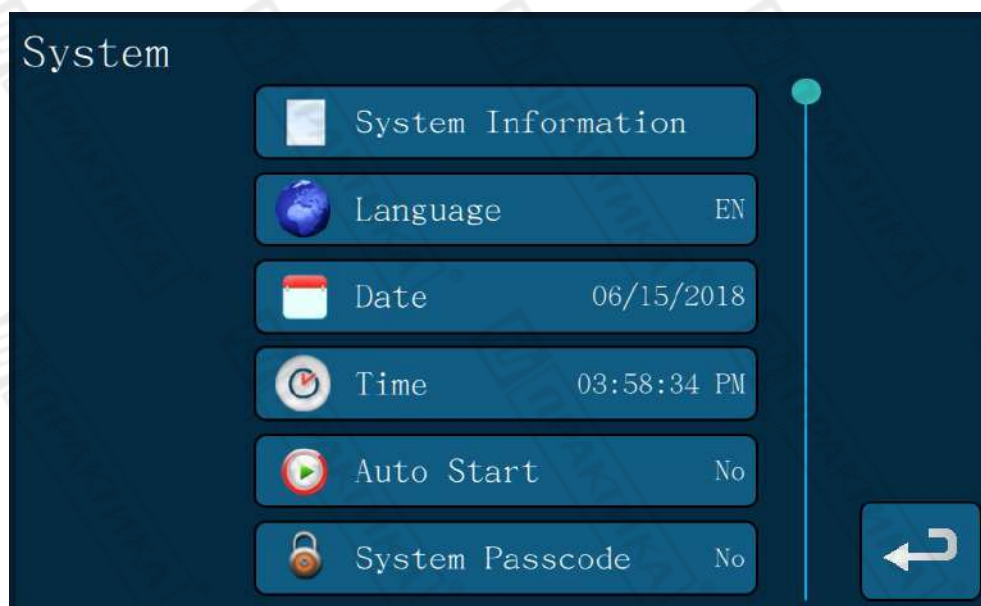 System
System Information
Language EN
Date 06/15/2018
Time 03:58:34 PM
Auto Start No
System Passcode No
ПРАКТИКА